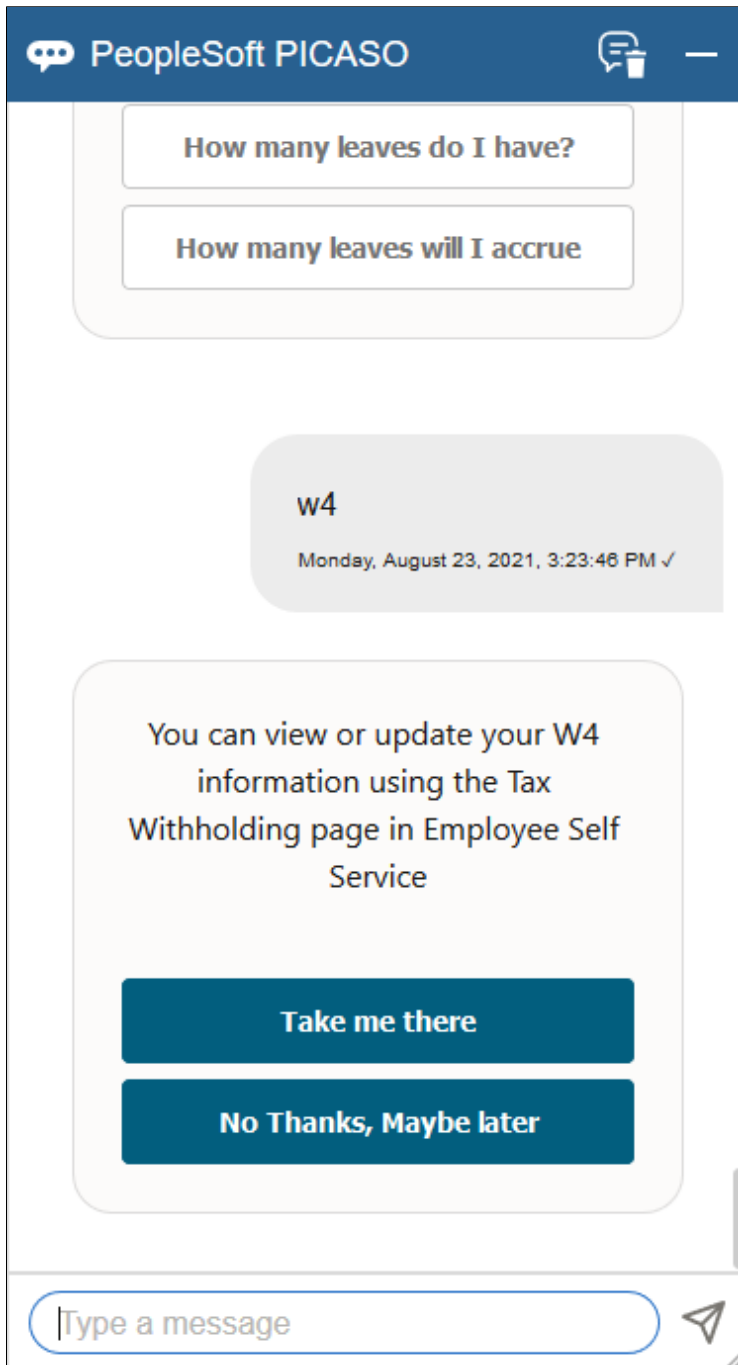 PeopleSoft PICASO
How many leaves do I have?
How many leaves will I accrue
w4
Monday, August 23, 2021, 3:23:46 PM ✓
You can view or update your W4
information using the Tax
Withholding page in Employee Self
Service
Take me there
No Thanks, Maybe later
Type a message